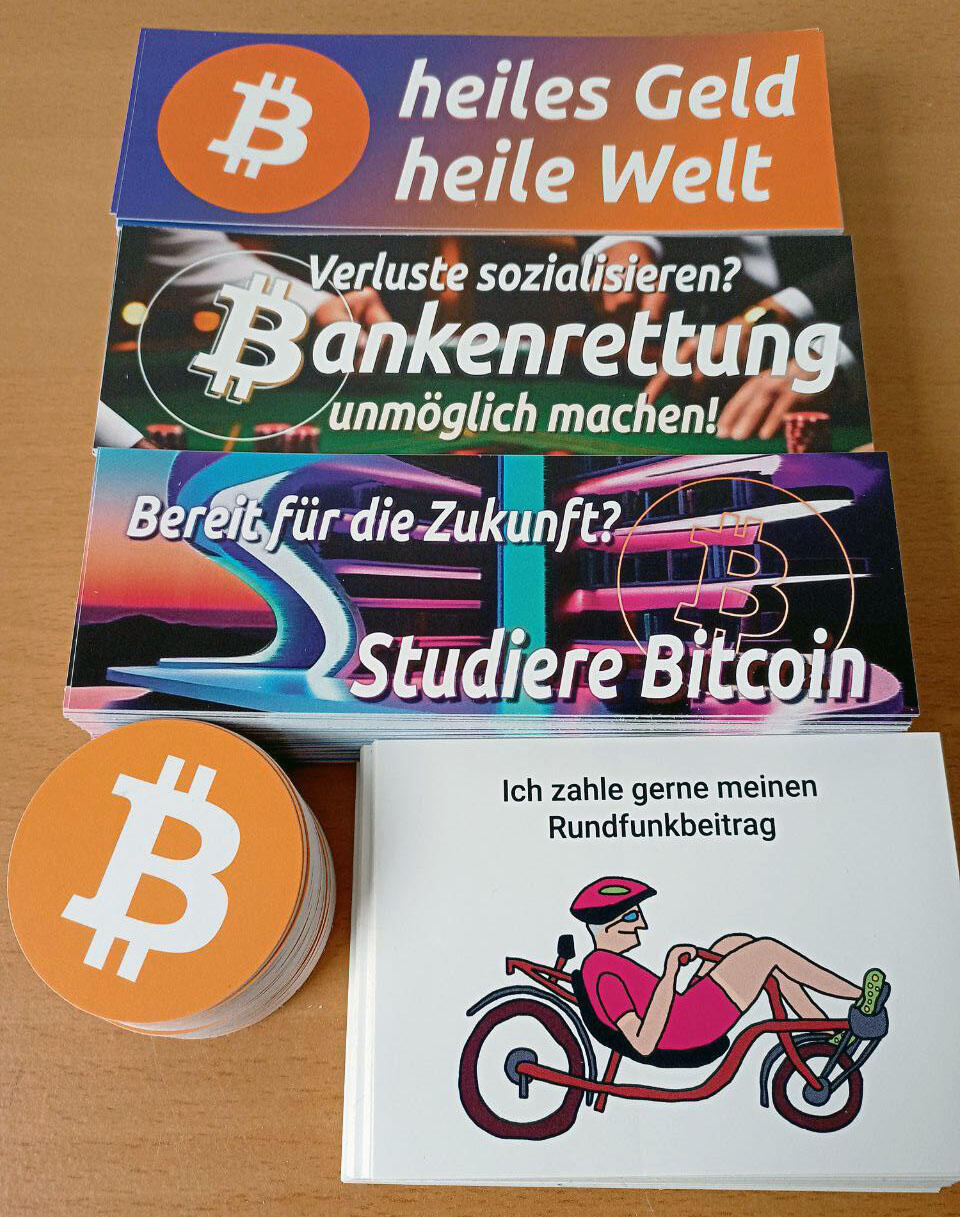 heiles Geld
heile Welt
Verluste sozialisieren?
Bankenrettung
unmöglich machen!
Bereit für die Zukunft?
Studiere Bitcoin
Ich zahle gerne meinen
Rundfunkbeitrag